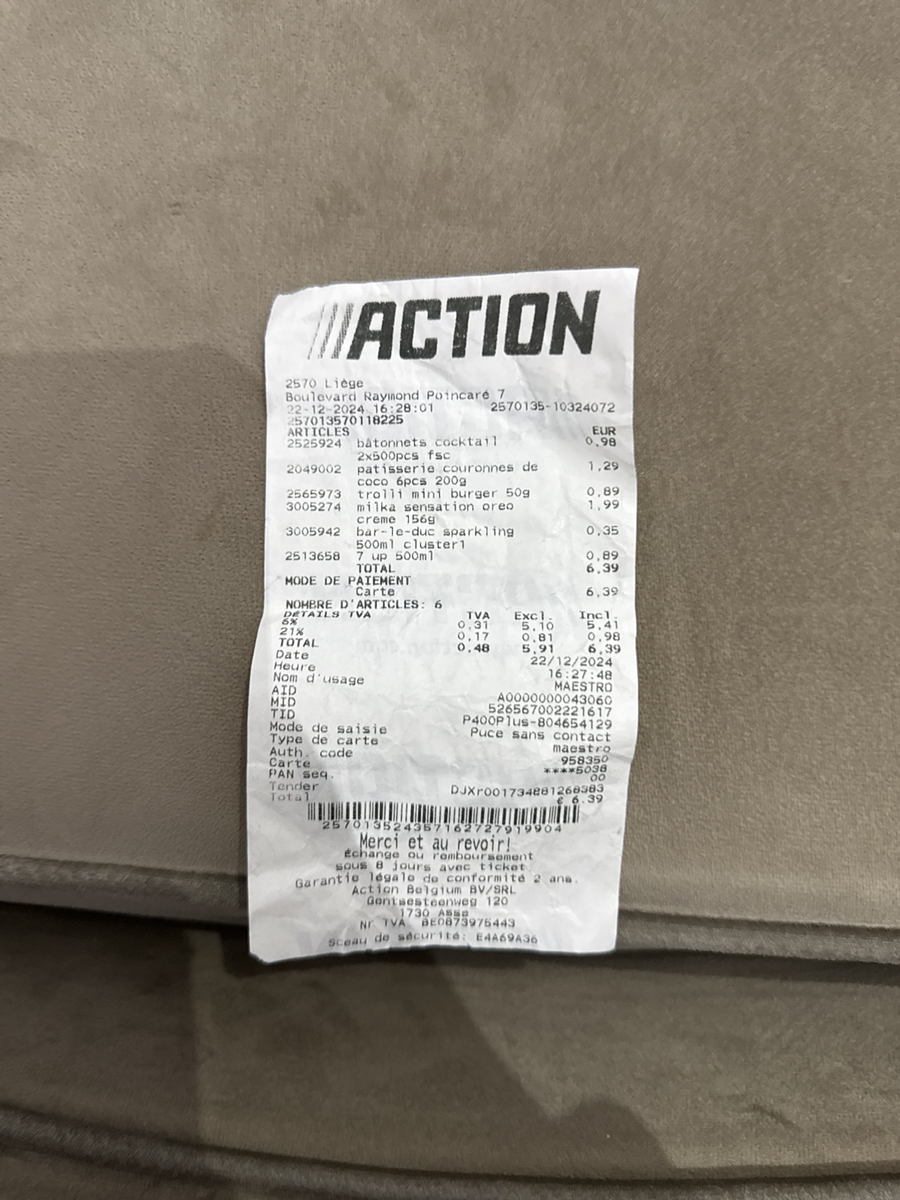 ACTION
2570 Liège
Boulevard Raymond Poincaré 7
22-12-2024 16:28:01 2570135-10324072
257013570118225
ARTICLES EUR
2525924 bâtonnets cocktail 0,98
2x500pcs fsc
2049002 patisserie couronnes de 1,29
coco 6pcs 200g
2565973 trolli mini burger 50g 0,89
3005274 milka sensation oreo 1,99
creme 156g
3005942 bar-le-duc sparkling 0,35
500ml cluster1
2513658 7 up 500ml 0,89
TOTAL 6,39
MODE DE PAIEMENT
Carte 6,39
NOMBRE D'ARTICLES: 6
DÉTAILS TVA TVA Excl. Incl.
6% 0,31 5,10 5,41
21% 0,17 0,81 0,98
TOTAL 0,48 5,91 6,39
Date 22/12/2024
Heure 16:27:48
Nom d'usage MAESTRO
AID A0000000043060
MID 526567002221617
TID P400Plus-804654129
Mode de saisie Puce sans contact
Type de carte maestro
Auth. code 958350
Carte ****5038
PAN seq. 00
Tender DJXr001734881268383
Total € 6.39
257013524357162727919904
Merci et au revoir!
Échange ou remboursement
sous 8 jours avec ticket.
Garantie légale de conformité 2 ans.
Action Belgium BV/SRL
Gentsesteenweg 120
1730 Asse
Nr TVA BE0873975443
Sceau de sécurité: E4A69A36